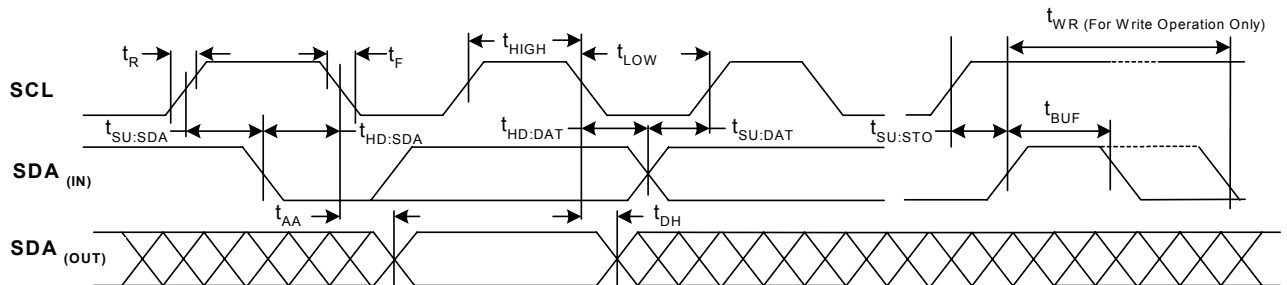 tWR (For Write Operation Only)
tR
tF
tHIGH
tLOW
SCL
tSU:SDA
tHD:SDA
tHD:DAT
tSU:DAT
tSU:STO
tBUF
SDA (IN)
tAA
tDH
SDA (OUT)